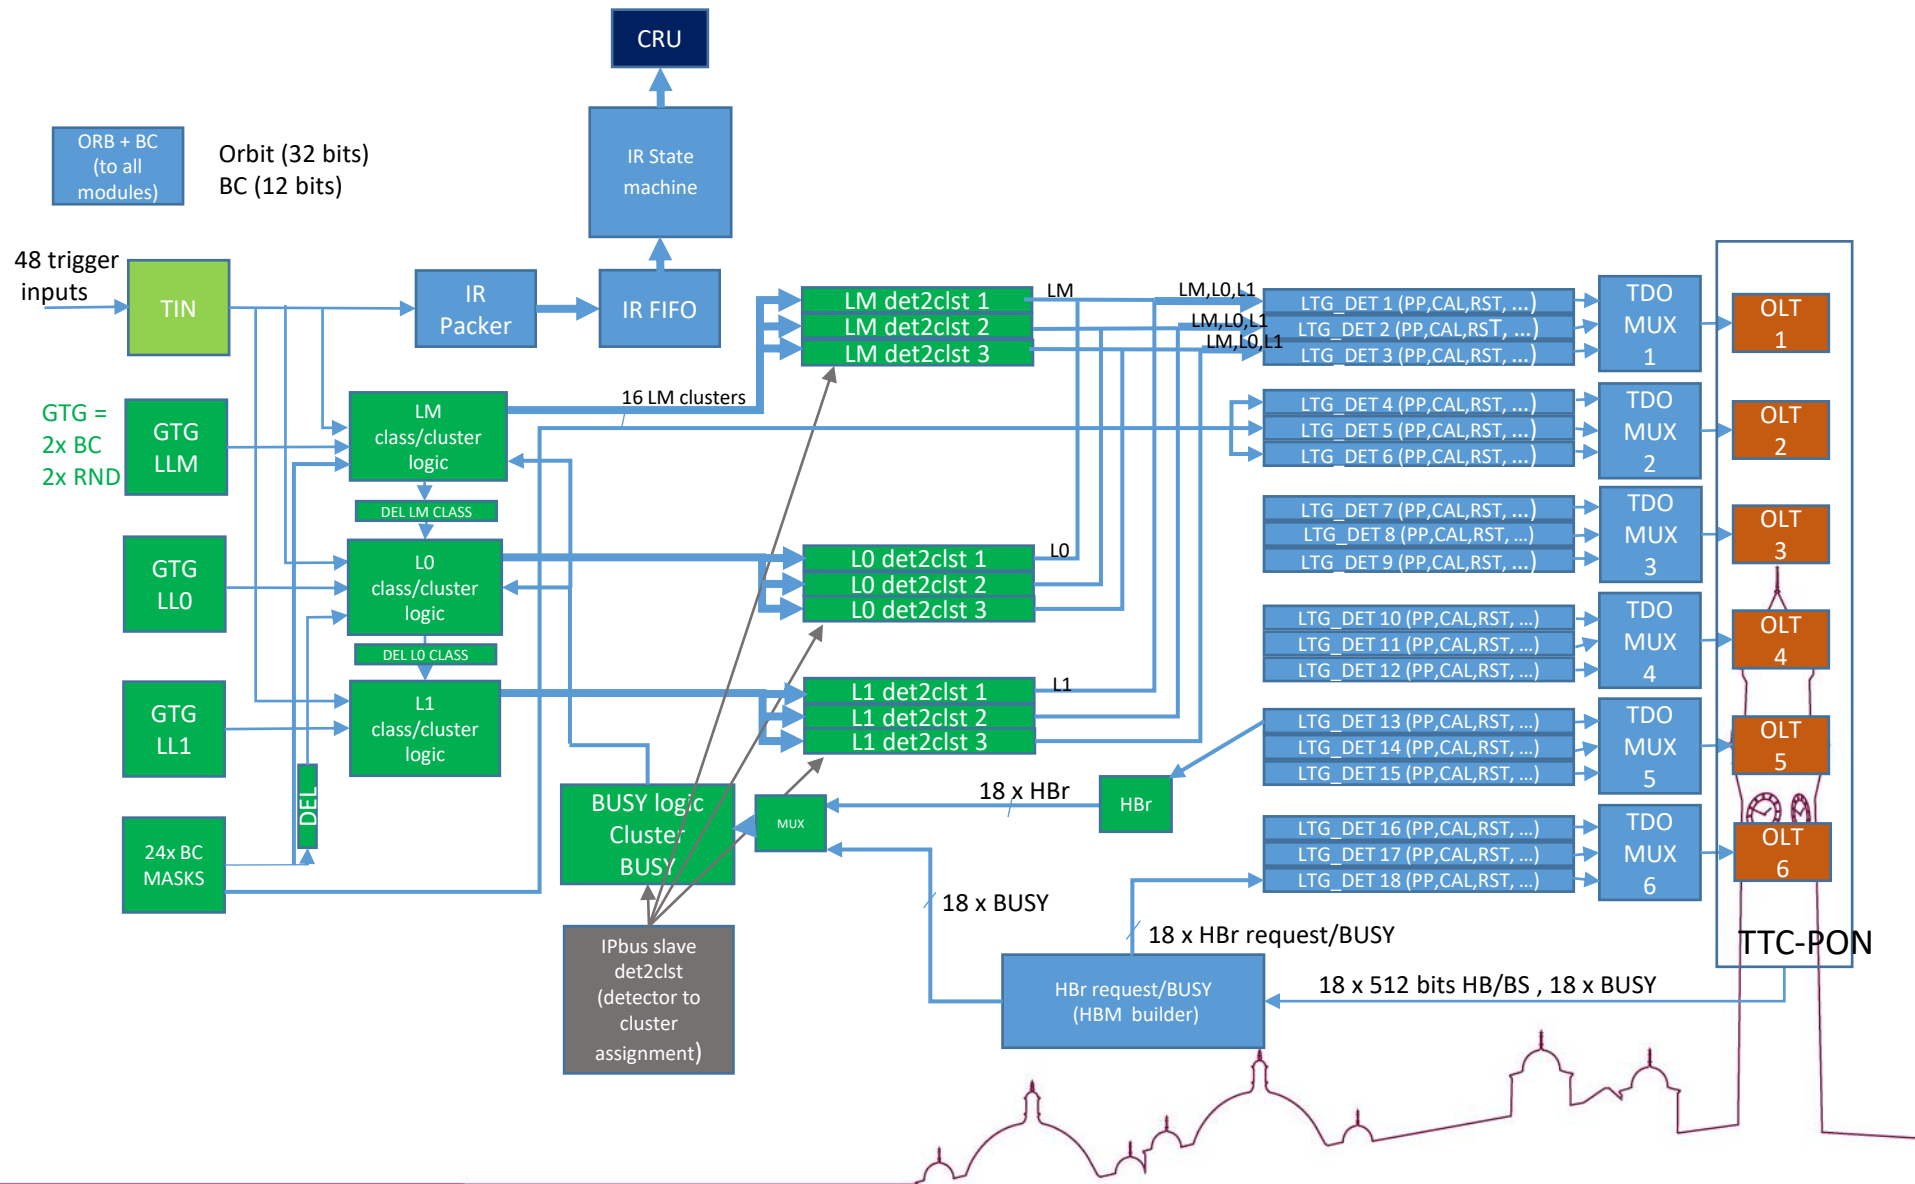 CRU
ORB + BC
(to all
modules)
Orbit (32 bits)
BC (12 bits)
IR State
machine
48 trigger
inputs
TIN
IR
Packer
IR FIFO
LM det2clst 1
LM det2clst 2
LM det2clst 3
LM
LM,L0,L1
LM,L0,L1
LM,L0,L1
LTG_DET 1 (PP,CAL,RST, ...)
LTG_DET 2 (PP,CAL,RST, ...)
LTG_DET 3 (PP,CAL,RST, ...)
TDO
MUX
1
OLT
1
GTG =
2x BC
2x RND
GTG
LLM
LM
class/cluster
logic
16 LM clusters
LTG_DET 4 (PP,CAL,RST, ...)
LTG_DET 5 (PP,CAL,RST, ...)
LTG_DET 6 (PP,CAL,RST, ...)
TDO
MUX
2
OLT
2
DEL LM CLASS
GTG
LL0
L0
class/cluster
logic
L0 det2clst 1
L0 det2clst 2
L0 det2clst 3
L0
LTG_DET 7 (PP,CAL,RST, ...)
LTG_DET 8 (PP,CAL,RST, ...)
LTG_DET 9 (PP,CAL,RST, ...)
TDO
MUX
3
OLT
3
DEL L0 CLASS
LTG_DET 10 (PP,CAL,RST, ...)
LTG_DET 11 (PP,CAL,RST, ...)
LTG_DET 12 (PP,CAL,RST, ...)
TDO
MUX
4
OLT
4
GTG
LL1
L1
class/cluster
logic
L1 det2clst 1
L1 det2clst 2
L1 det2clst 3
L1
LTG_DET 13 (PP,CAL,RST, ...)
LTG_DET 14 (PP,CAL,RST, ...)
LTG_DET 15 (PP,CAL,RST, ...)
TDO
MUX
5
OLT
5
DEL
BUSY logic
Cluster
BUSY
MUX
18 x HBr
HBr
24x BC
MASKS
LTG_DET 16 (PP,CAL,RST, ...)
LTG_DET 17 (PP,CAL,RST, ...)
LTG_DET 18 (PP,CAL,RST, ...)
TDO
MUX
6
OLT
6
18 x BUSY
18 x HBr request/BUSY
TTC-PON
IPbus slave
det2clst
(detector to
cluster
assignment)
HBr request/BUSY
(HBM builder)
18 x 512 bits HB/BS , 18 x BUSY